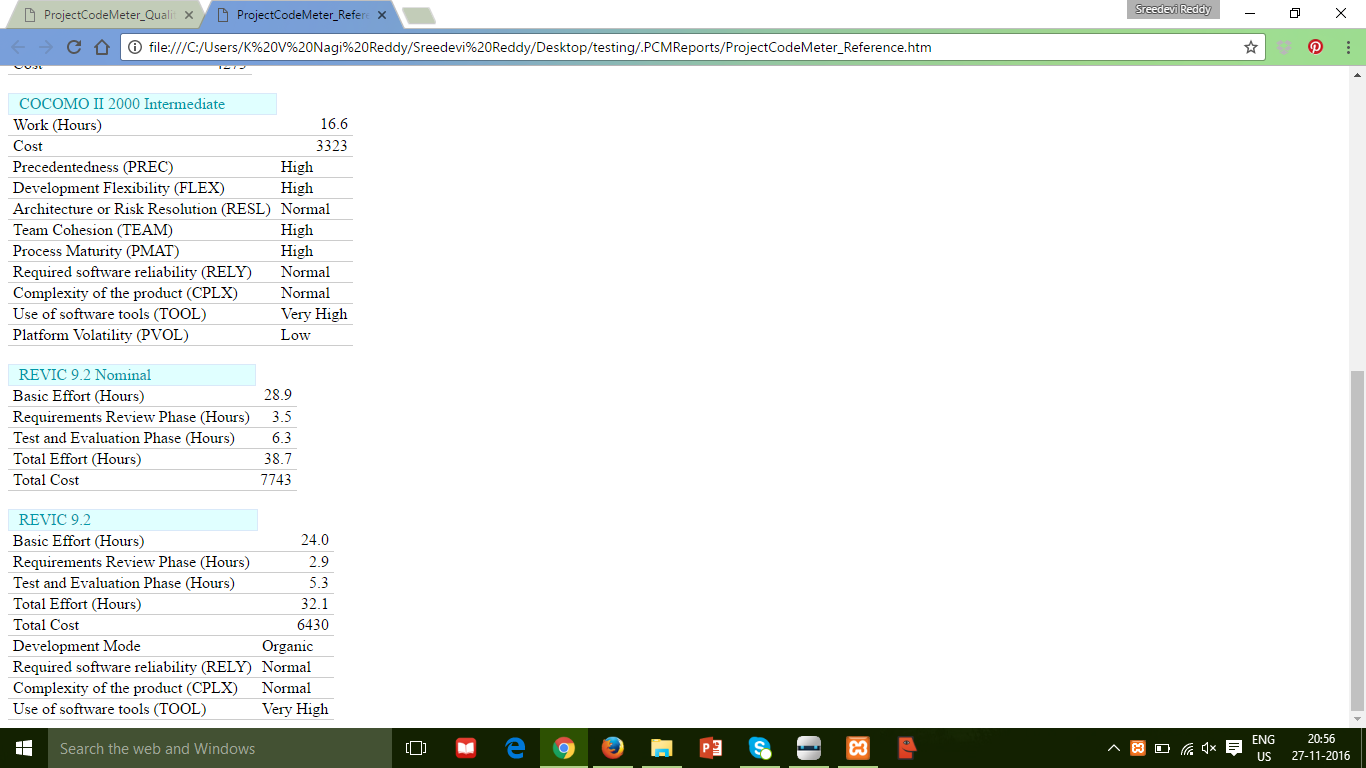 ProjectCodeMeter_Quali
ProjectCodeMeter_Refere
Sreedevi Reddy
file:///C:/Users/K%20V%20Nagi%20Reddy/Sreedevi%20Reddy/Desktop/testing/.PCMReports/ProjectCodeMeter_Reference.htm
COCOMO II 2000 Intermediate
Work (Hours) 16.6
Cost 3323
Precedentedness (PREC) High
Development Flexibility (FLEX) High
Architecture or Risk Resolution (RESL) Normal
Team Cohesion (TEAM) High
Process Maturity (PMAT) High
Required software reliability (RELY) Normal
Complexity of the product (CPLX) Normal
Use of software tools (TOOL) Very High
Platform Volatility (PVOL) Low
REVIC 9.2 Nominal
Basic Effort (Hours) 28.9
Requirements Review Phase (Hours) 3.5
Test and Evaluation Phase (Hours) 6.3
Total Effort (Hours) 38.7
Total Cost 7743
REVIC 9.2
Basic Effort (Hours) 24.0
Requirements Review Phase (Hours) 2.9
Test and Evaluation Phase (Hours) 5.3
Total Effort (Hours) 32.1
Total Cost 6430
Development Mode Organic
Required software reliability (RELY) Normal
Complexity of the product (CPLX) Normal
Use of software tools (TOOL) Very High
Search the web and Windows
ENG
US
20:56
27-11-2016